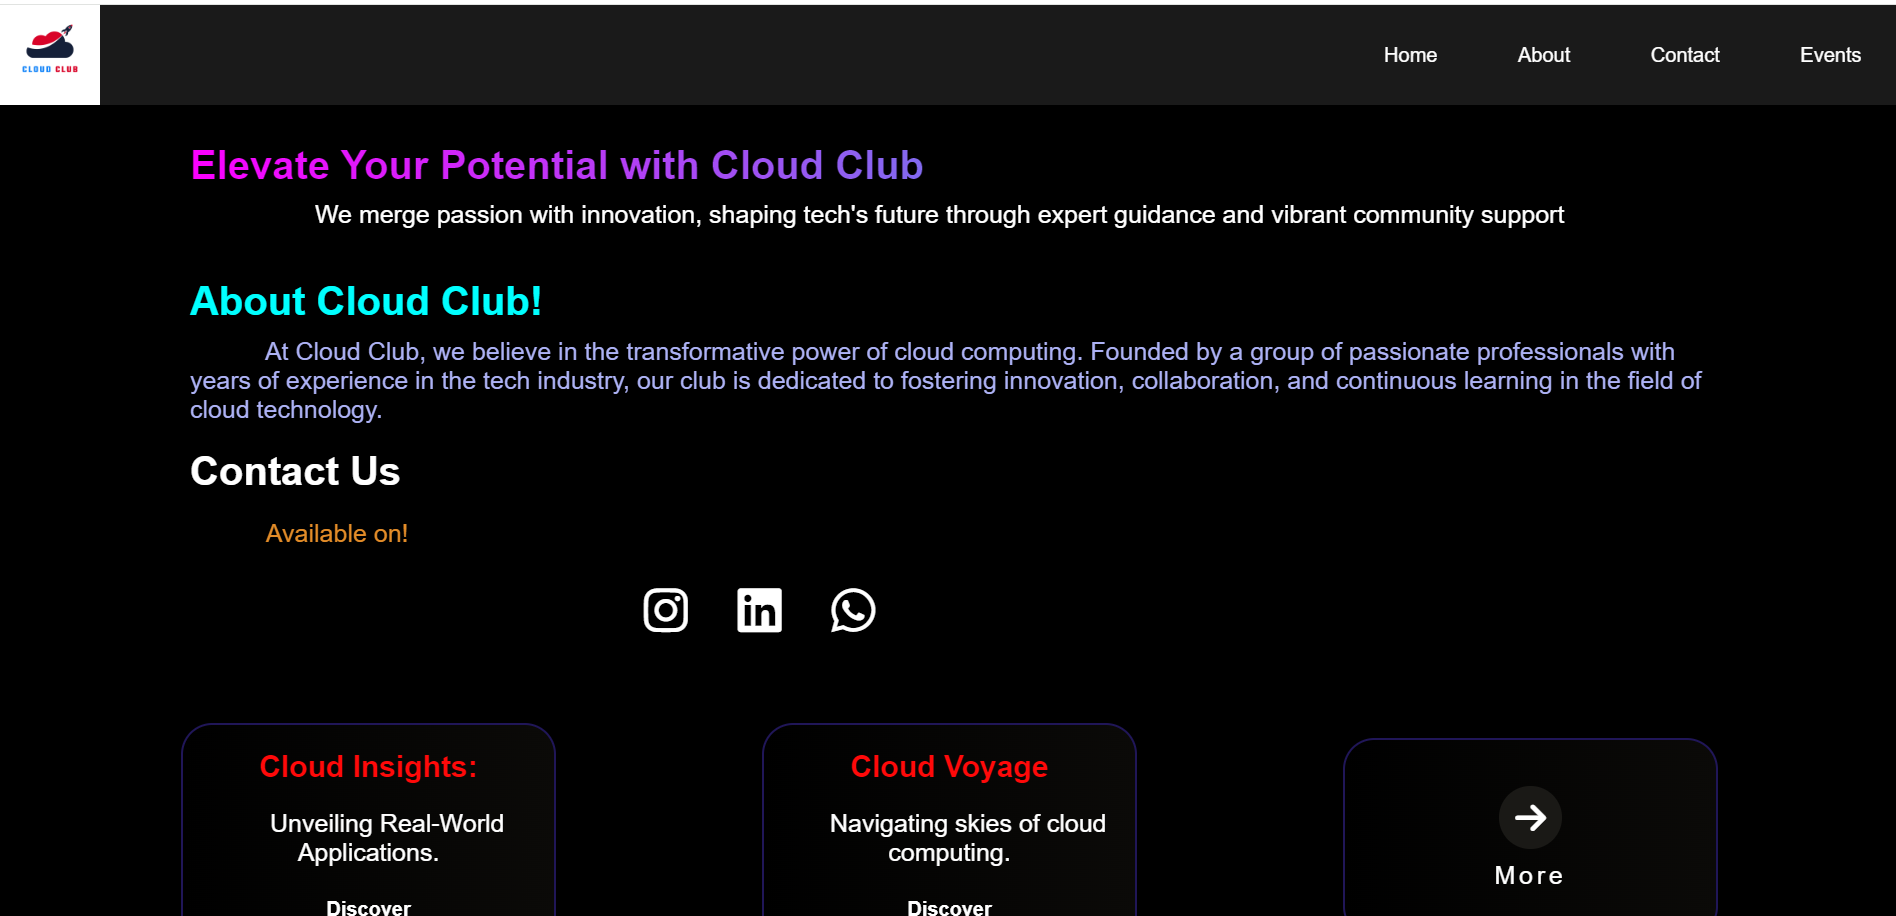 CLOUD CLUB
Home About Contact Events
Elevate Your Potential with Cloud Club
We merge passion with innovation, shaping tech's future through expert guidance and vibrant community support
About Cloud Club!
At Cloud Club, we believe in the transformative power of cloud computing. Founded by a group of passionate professionals with
years of experience in the tech industry, our club is dedicated to fostering innovation, collaboration, and continuous learning in the field of
cloud technology.
Contact Us
Available on!
in
Cloud Insights:
Unveiling Real-World
Applications.
Discover
Cloud Voyage
Navigating skies of cloud
computing.
Discover
More